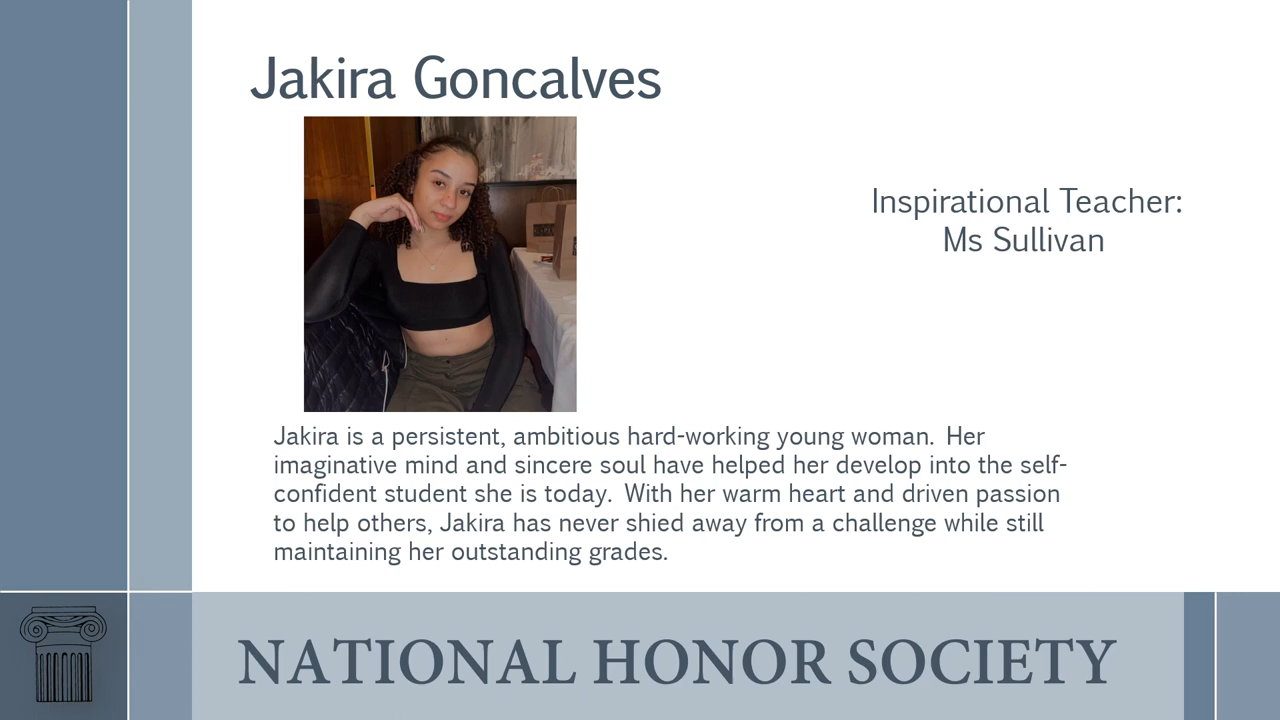 Jakira Goncalves
Inspirational Teacher:
Ms Sullivan
Jakira is a persistent, ambitious hard-working young woman. Her
imaginative mind and sincere soul have helped her develop into the self-
confident student she is today. With her warm heart and driven passion
to help others, Jakira has never shied away from a challenge while still
maintaining her outstanding grades.
NATIONAL HONOR SOCIETY